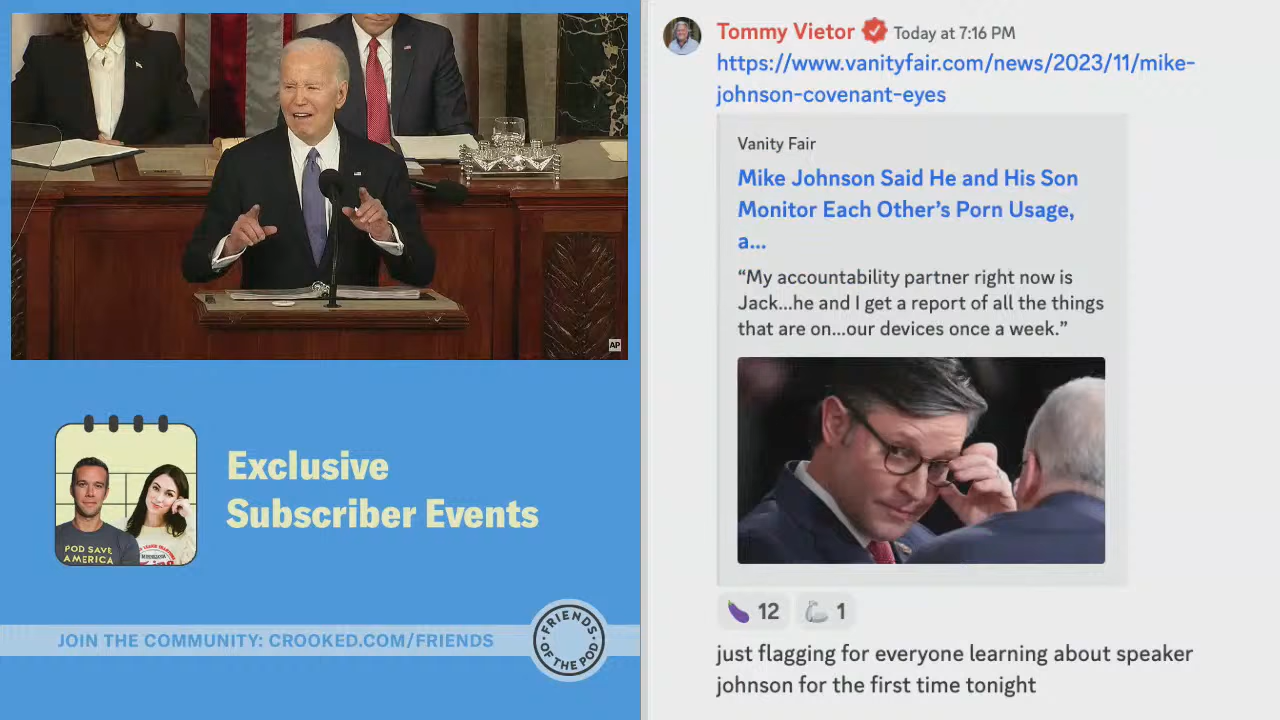 AP
POD SAVE
AMERICA
Exclusive
Subscriber Events
JOIN THE COMMUNITY: CROOKED.COM/FRIENDS
FRIENDS
OF THE POD
Tommy Vietor Today at 7:16 PM
https://www.vanityfair.com/news/2023/11/mike-
johnson-covenant-eyes
Vanity Fair
Mike Johnson Said He and His Son
Monitor Each Other’s Porn Usage,
a...
“My accountability partner right now is
Jack...he and I get a report of all the things
that are on...our devices once a week.”
🍆 12 🦾 1
just flagging for everyone learning about speaker
johnson for the first time tonight